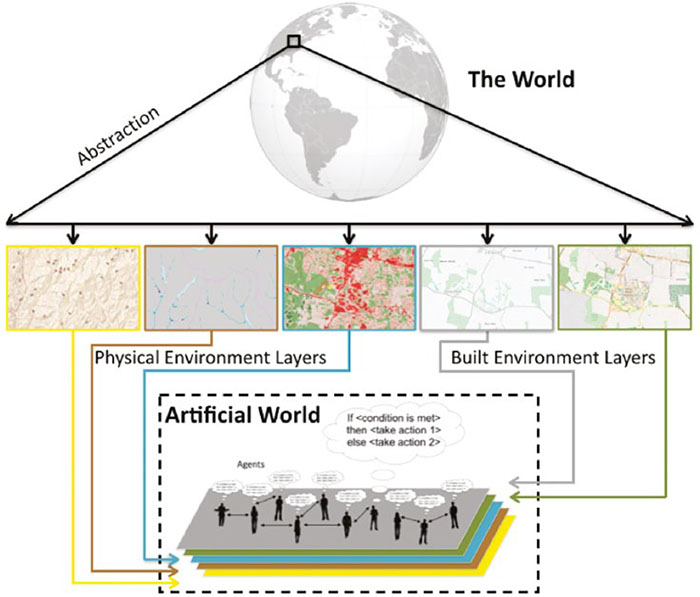 The World
Abstraction
Physical Environment Layers
Built Environment Layers
Artificial World
If <condition is met>
then <take action 1>
else <take action 2>
Agents